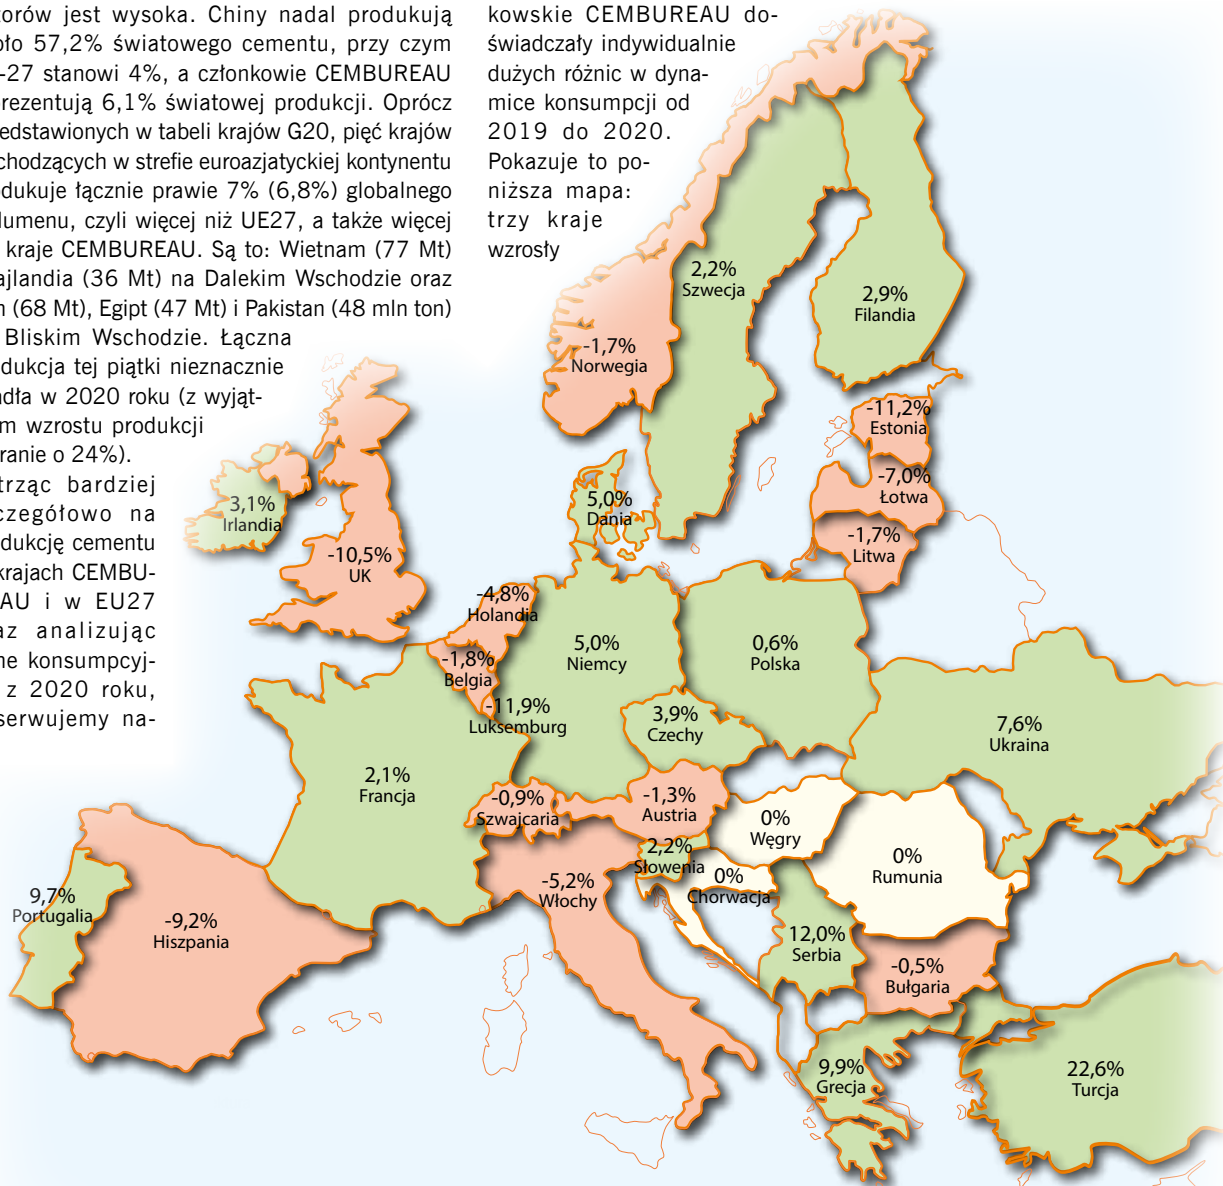 torów jest wysoka. Chiny nadal produkują
oło 57,2% światowego cementu, przy czym
-27 stanowi 4%, a członkowie CEMBUREAU
prezentują 6,1% światowej produkcji. Oprócz
edstawionych w tabeli krajów G20, pięć krajów
chodzących w strefie euroazjatyckiej kontynentu
odukuje łącznie prawie 7% (6,8%) globalnego
lumenu, czyli więcej niż UE27, a także więcej
kraje CEMBUREAU. Są to: Wietnam (77 Mt)
ajlandia (36 Mt) na Dalekim Wschodzie oraz
n (68 Mt), Egipt (47 Mt) i Pakistan (48 mln ton)
Bliskim Wschodzie. Łączna
odukcja tej piątki nieznacznie
adła w 2020 roku (z wyjąt-
m wzrostu produkcji
ranie o 24%).
trząc bardziej
czegółowo na
odukcję cementu
krajach CEMBU-
AU i w EU27
az analizując
ne konsumpcyj-
z 2020 roku,
serwujemy na-
kowskie CEMBUREAU do-
świadczały indywidualnie
dużych różnic w dyna-
mice konsumpcji od
2019 do 2020.
Pokazuje to po-
niższa mapa:
trzy kraje
wzrosły
2,2%
Szwecja
2,9%
Filandia
-1,7%
Norwegia
-11,2%
Estonia
-7,0%
Łotwa
-1,7%
Litwa
3,1%
Irlandia
5,0%
Dania
-10,5%
UK
-4,8%
Holandia
-1,8%
Belgia
-11,9%
Luksemburg
5,0%
Niemcy
0,6%
Polska
3,9%
Czechy
7,6%
Ukraina
2,1%
Francja
-0,9%
Szwajcaria
-1,3%
Austria
0%
Węgry
2,2%
Słowenia
0%
Chorwacja
0%
Rumunia
9,7%
Portugalia
-9,2%
Hiszpania
-5,2%
Włochy
12,0%
Serbia
-0,5%
Bułgaria
9,9%
Grecja
22,6%
Turcja